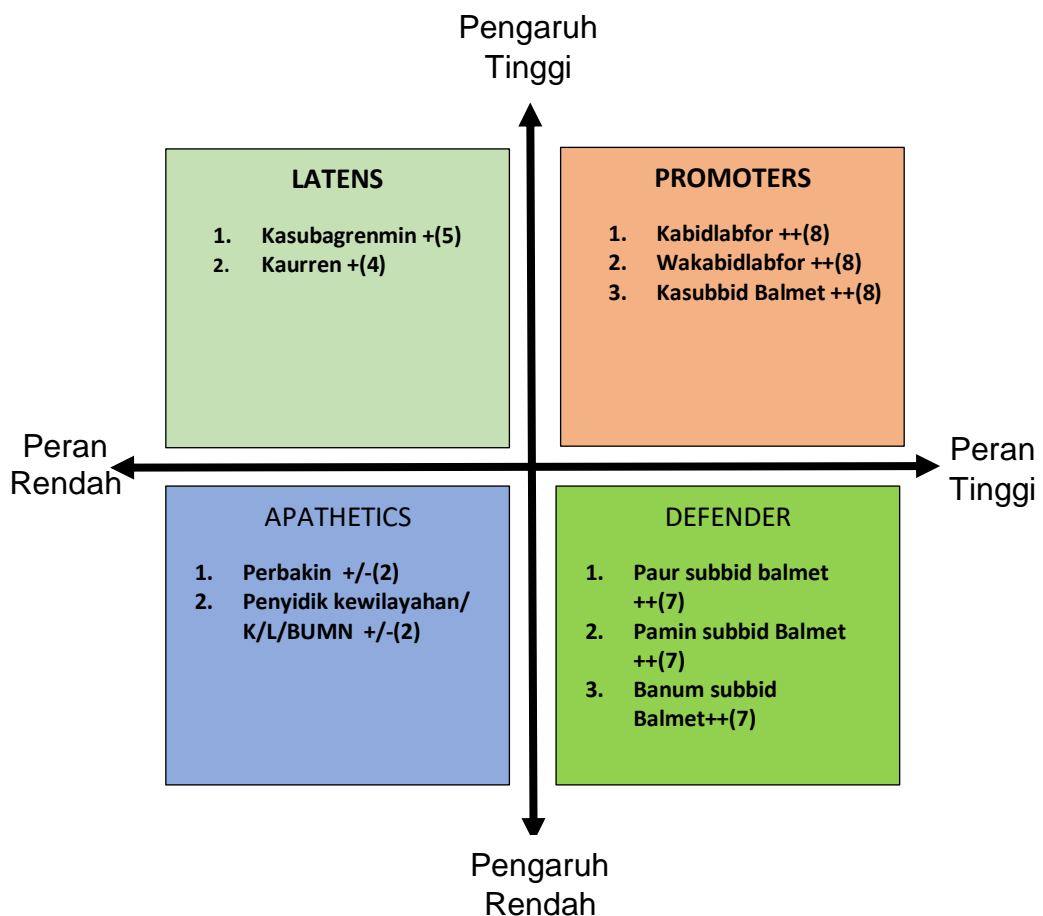 Pengaruh
Tinggi
LATENS
1. Kasubagrenmin +(5)
2. Kaurren +(4)
PROMOTERS
1. Kabidlabfor ++(8)
2. Wakabidlabfor ++(8)
3. Kasubbid Balmet ++(8)
Peran
Rendah
Peran
Tinggi
APATHETICS
1. Perbakin +/-(2)
2. Penyidik kewilayahan/
K/L/BUMN +/-(2)
DEFENDER
1. Paur subbid balmet
++(7)
2. Pamin subbid Balmet
++(7)
3. Banum subbid
Balmet++(7)
Pengaruh
Rendah